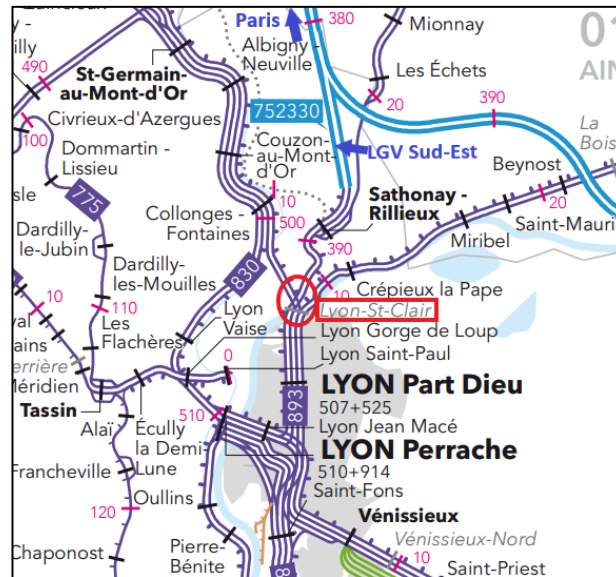 Paris
380
Mionnay
01
AIN
490
St-Germain-
au-Mont-d'Or
Albigny -
Neuville
Les Échets
20
390
Civrieux-d'Azergues
100
752330
Couzon-
au-Mont-
d'Or
LGV Sud-Est
La
Bois
Dommartin -
Lissieu
775
Beynost
10
500
Sathonay -
Rillieux
20
Collonges -
Fontaines
Saint-Mauri
Dardilly-
le-Jubin
390
Miribel
Dardilly-
les-Mouilles
830
10
Crépieux la Pape
10
110
Lyon
Vaise
Lyon-St-Clair
Les
Flachères
Lyon Gorge de Loup
0
Lyon Saint-Paul
Méridien
LYON Part Dieu
893
507+525
Tassin
510
Lyon Jean Macé
Alaï
Écully
la Demi-
Lune
LYON Perrache
510+914
Francheville
Saint-Fons
Oullins
120
Vénissieux
Vénissieux-Nord
Chaponost
Pierre-
Bénite
10
Saint-Priest